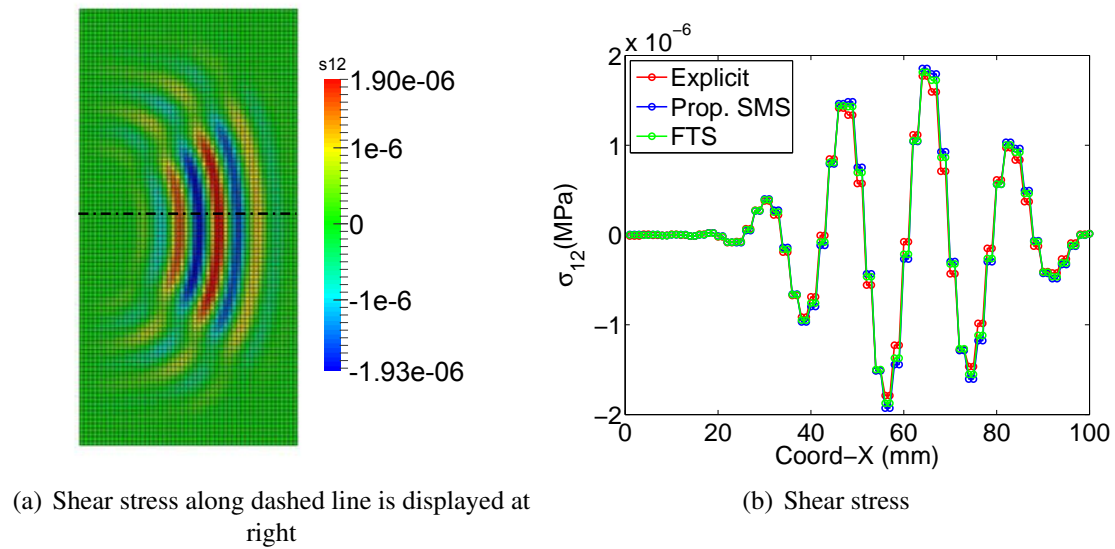 s12
1.90e-06
1e-6
0
-1e-6
-1.93e-06
2 x 10⁻⁶
1
0
−1
−2
σ₁₂(MPa)
Explicit
Prop. SMS
FTS
0 20 40 60 80 100
Coord−X (mm)
(a) Shear stress along dashed line is displayed at
right
(b) Shear stress